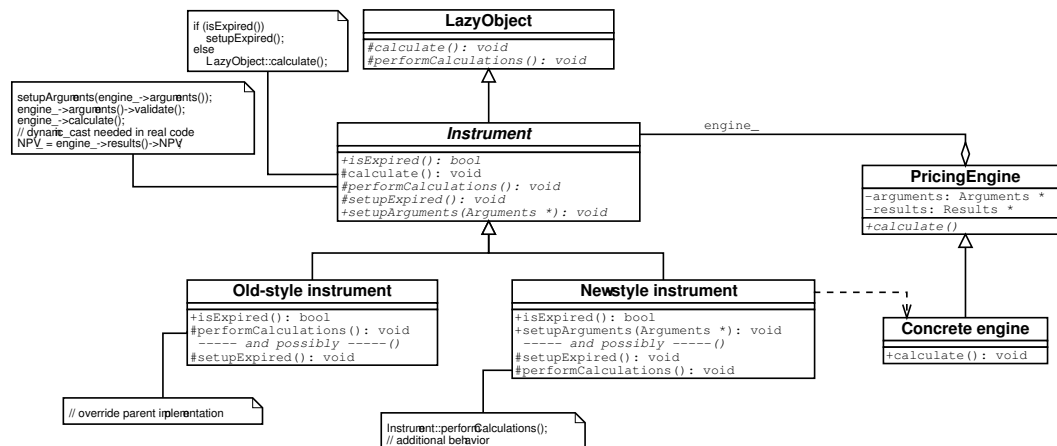 LazyObject
#calculate(): void
#performCalculations(): void
if (isExpired())
setupExpired();
else
LazyObject::calculate();
setupArguments(engine_->arguments());
engine_->arguments()->validate();
engine_->calculate();
// dynamic_cast needed in real code
NPV_ = engine_->results()->NPV;
Instrument
+isExpired(): bool
#calculate(): void
#performCalculations(): void
#setupExpired(): void
+setupArguments(Arguments *): void
engine_
PricingEngine
-arguments: Arguments *
-results: Results *
+calculate()
Old-style instrument
+isExpired(): bool
#performCalculations(): void
----- and possibly -----()
#setupExpired(): void
New-style instrument
+isExpired(): bool
+setupArguments(Arguments *): void
----- and possibly -----()
#setupExpired(): void
#performCalculations(): void
Concrete engine
+calculate(): void
// override parent implementation
Instrument::performCalculations();
// additional behavior